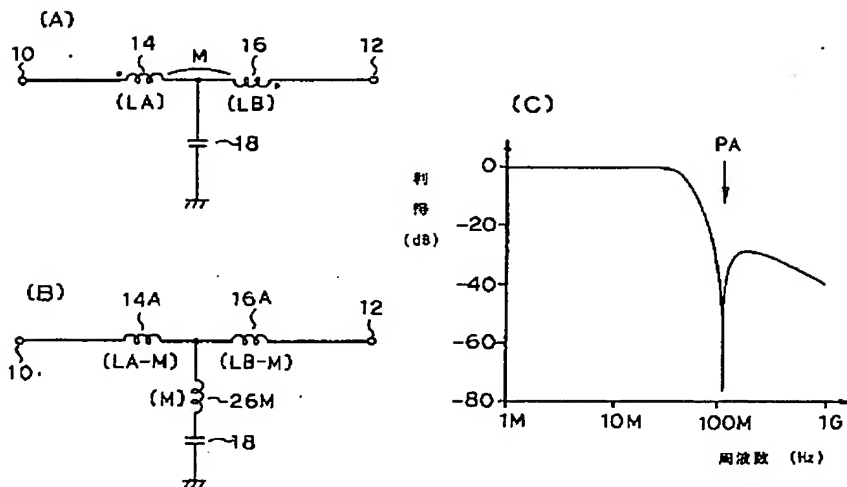 (A)
10
14
M
16
12
(LA)
(LB)
18
(B)
14A
16A
12
10
(LA-M)
(LB-M)
(M)
26M
18
(C)
PA
利得
(dB)
0
-20
-40
-60
-80
1M
10M
100M
1G
周波数 (Hz)